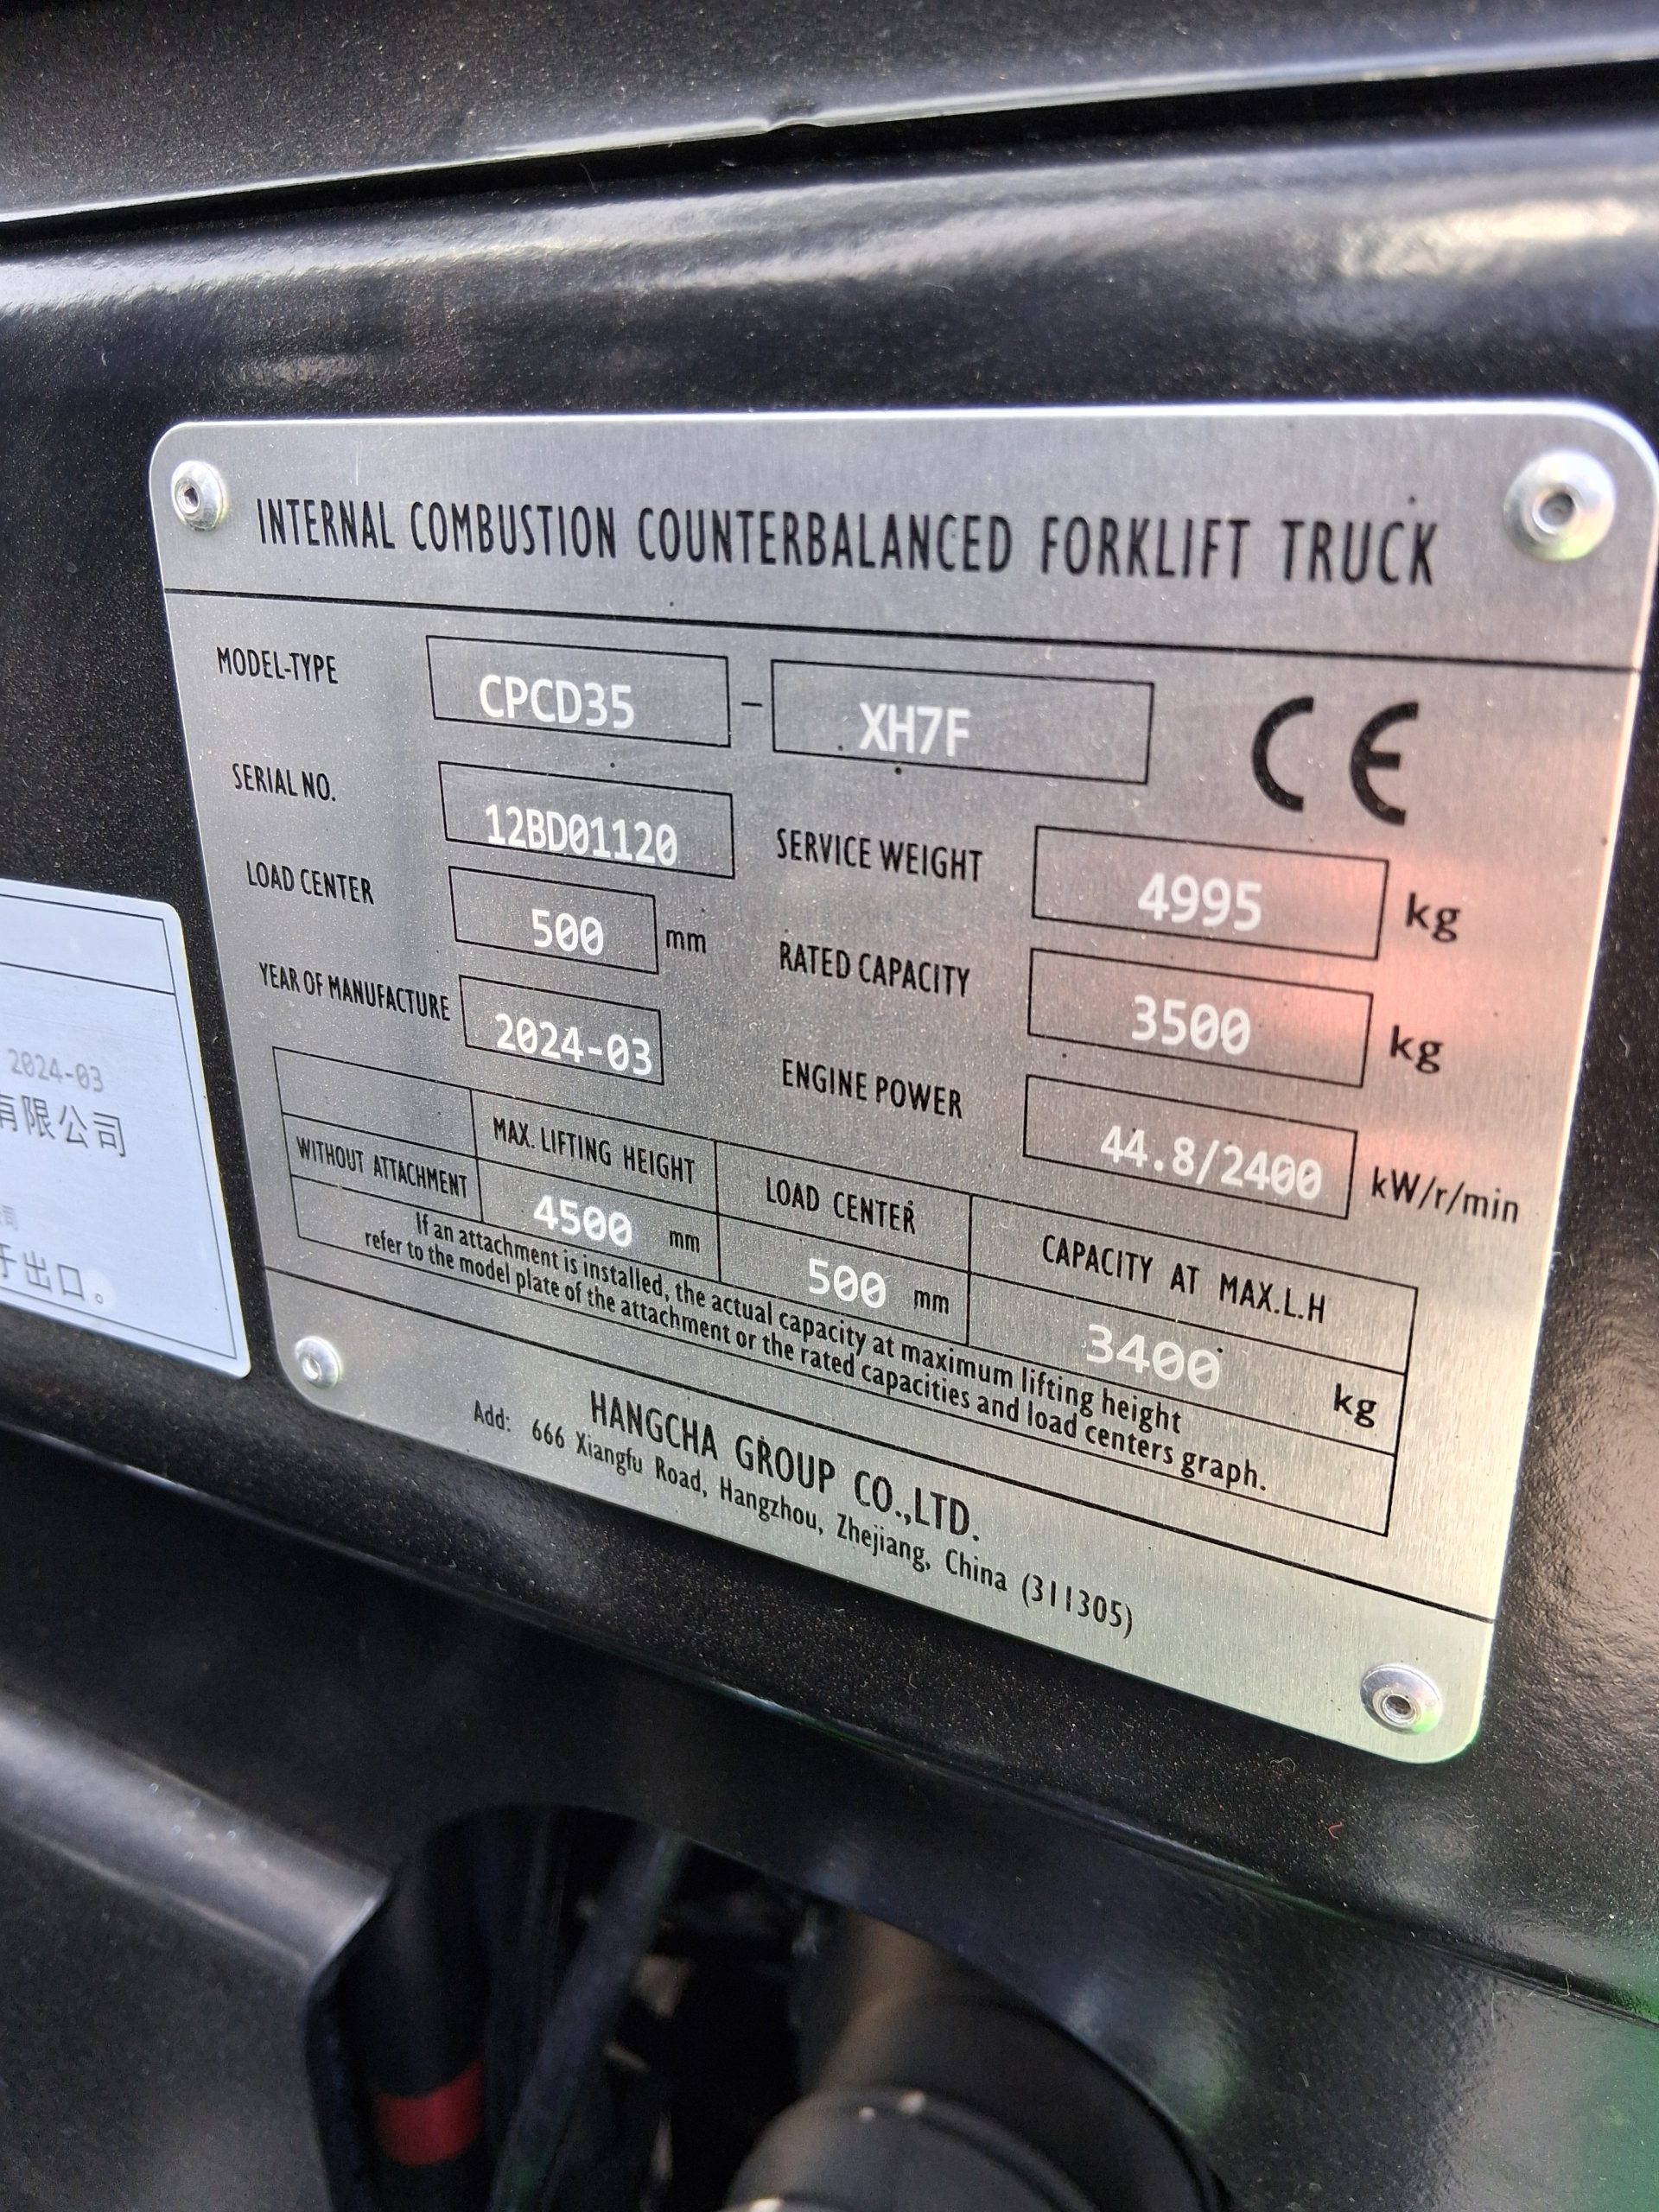 INTERNAL COMBUSTION COUNTERBALANCED FORKLIFT TRUCK
MODEL-TYPE CPCD35 - XH7F CE
SERIAL NO. 12BD01120
SERVICE WEIGHT 4995 kg
LOAD CENTER 500 mm
RATED CAPACITY 3500 kg
YEAR OF MANUFACTURE 2024-03
ENGINE POWER 44.8/2400 kW/r/min
MAX. LIFTING HEIGHT LOAD CENTER CAPACITY AT MAX.L.H
WITHOUT ATTACHMENT 4500 mm 500 mm 3400 kg
If an attachment is installed, the actual capacity at maximum lifting height
refer to the model plate of the attachment or the rated capacities and load centers graph.
HANGCHA GROUP CO.,LTD.
Add: 666 Xiangfu Road, Hangzhou, Zhejiang, China (311305)
2024-03
有限公司
于出口。